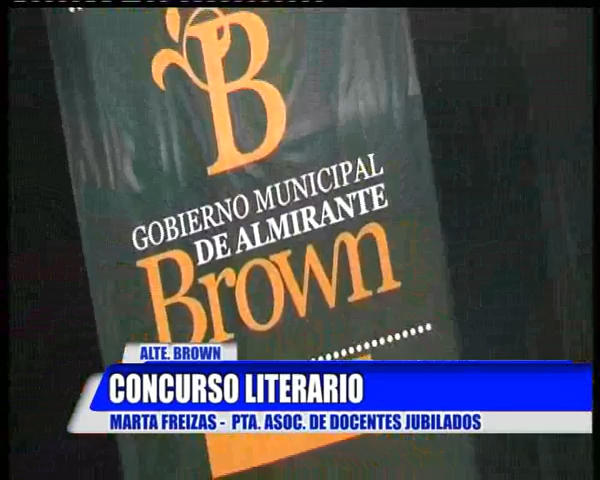 B
GOBIERNO MUNICIPAL
DE ALMIRANTE
Brown
ALTE. BROWN
CONCURSO LITERARIO
MARTA FREIZAS - PTA. ASOC. DE DOCENTES JUBILADOS